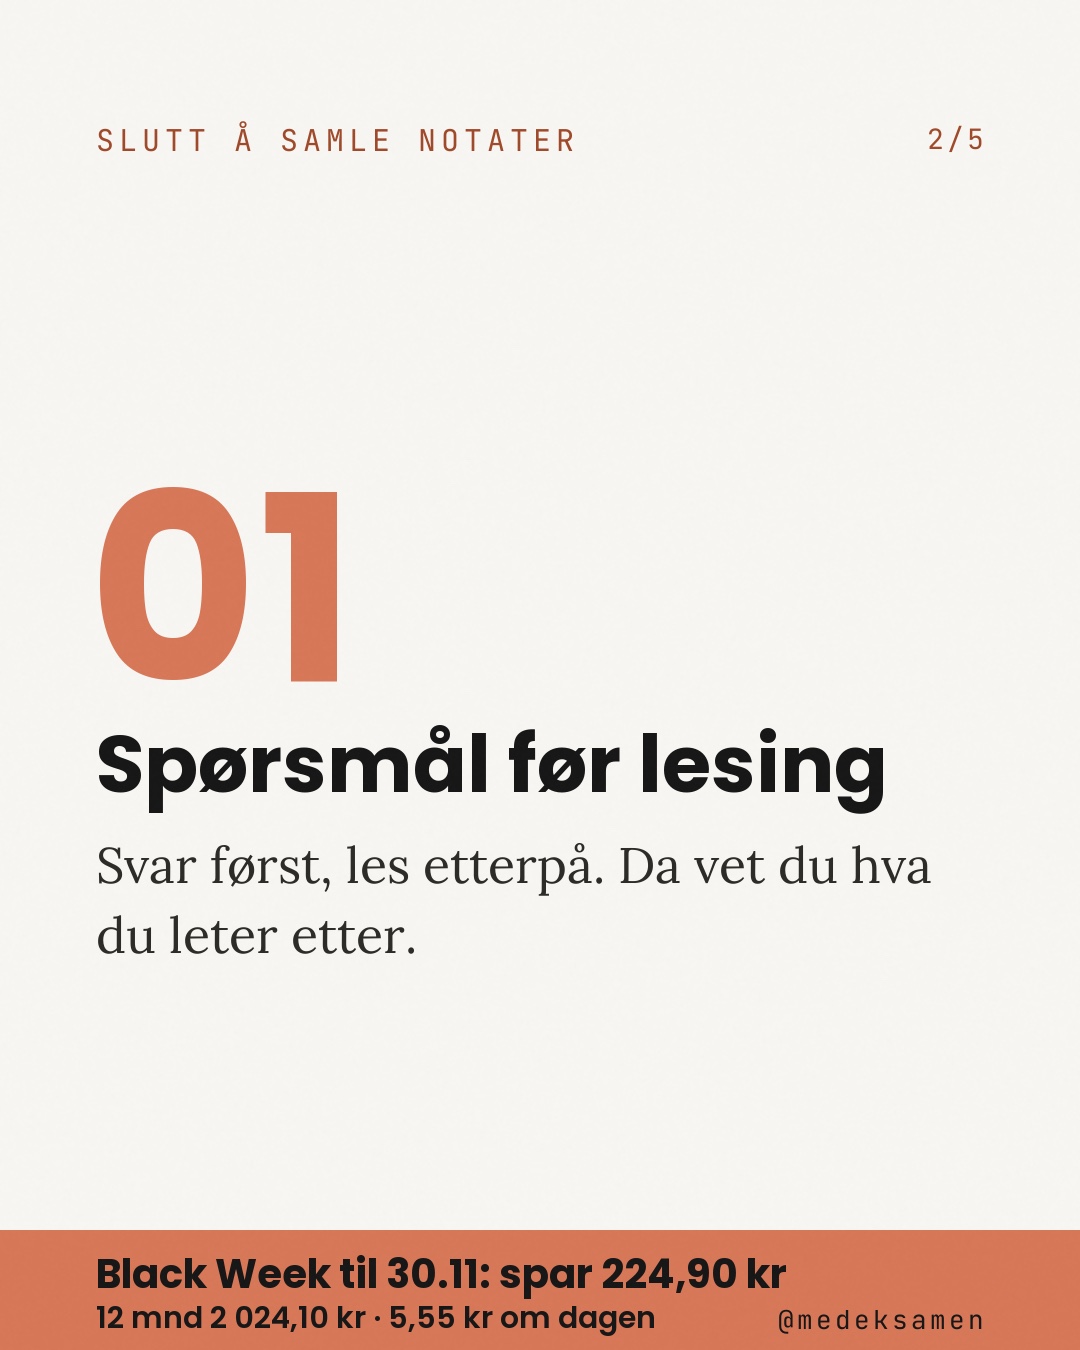 SLUTT Å SAMLE NOTATER
2/5
01
Spørsmål før lesing
Svar først, les etterpå. Da vet du hva
du leter etter.
Black Week til 30.11: spar 224,90 kr
12 mnd 2 024,10 kr · 5,55 kr om dagen
@medeksamen